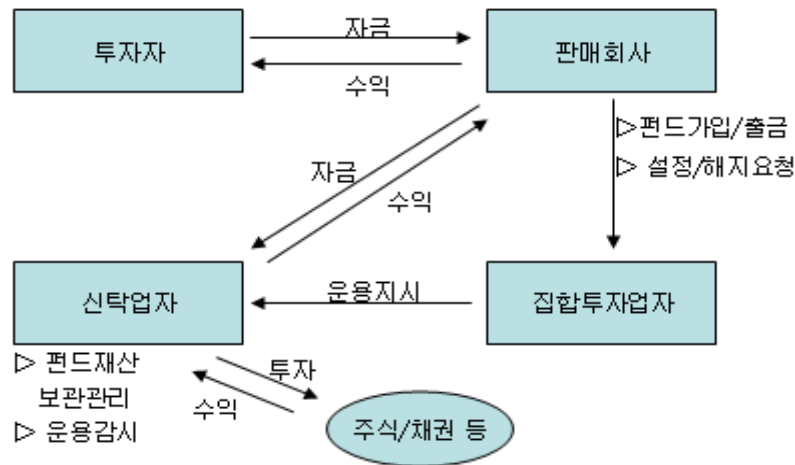 자금
투자자
판매회사
수익
▷펀드가입/출금
▷ 설정/해지요청
자금
수익
신탁업자
운용지시
집합투자업자
▷ 펀드재산
보관관리
▷ 운용감시
투자
수익
주식/채권 등